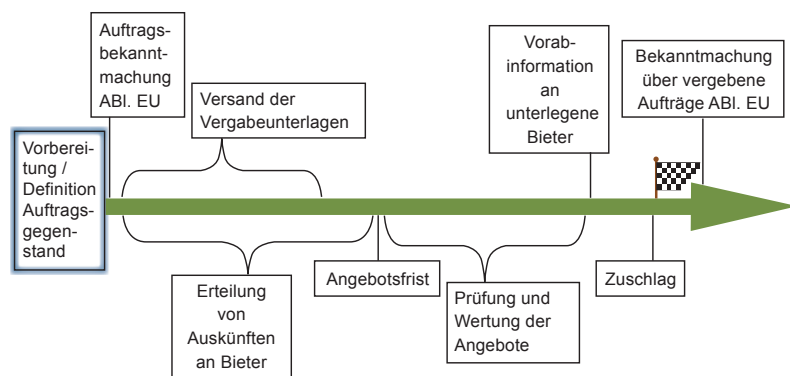 Auftrags-
bekannt-
machung
ABl. EU
Versand der
Vergabeunterlagen
Vorab-
information
an
unterlegene
Bieter
Bekanntmachung
über vergebene
Aufträge ABl. EU
Vorberei-
tung /
Definition
Auftrags-
gegen-
stand
Erteilung
von
Auskünften
an Bieter
Angebotsfrist
Prüfung und
Wertung der
Angebote
Zuschlag